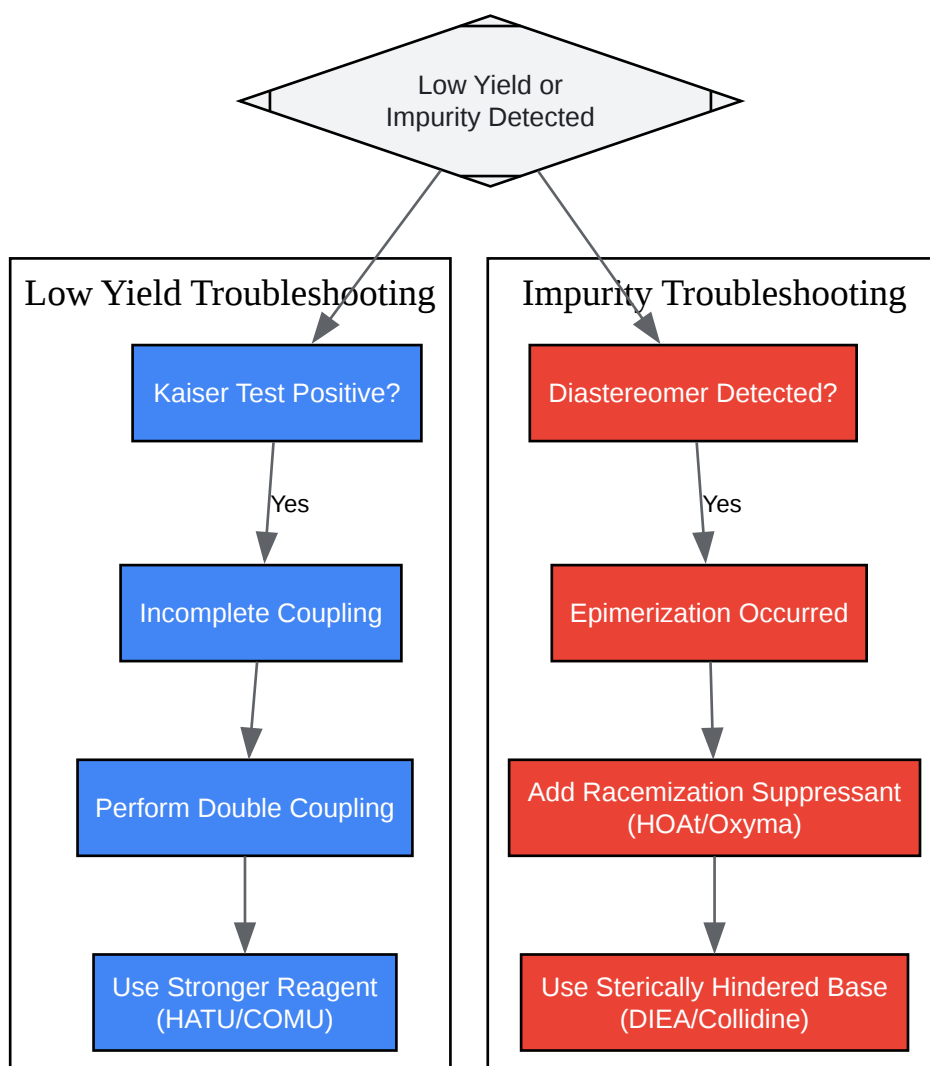 Low Yield or
Impurity Detected
Low Yield Troubleshooting
Kaiser Test Positive?
Yes
Incomplete Coupling
Perform Double Coupling
Use Stronger Reagent
(HATU/COMU)
Impurity Troubleshooting
Diastereomer Detected?
Yes
Epimerization Occurred
Add Racemization Suppressant
(HOAt/Oxyma)
Use Sterically Hindered Base
(DIEA/Collidine)